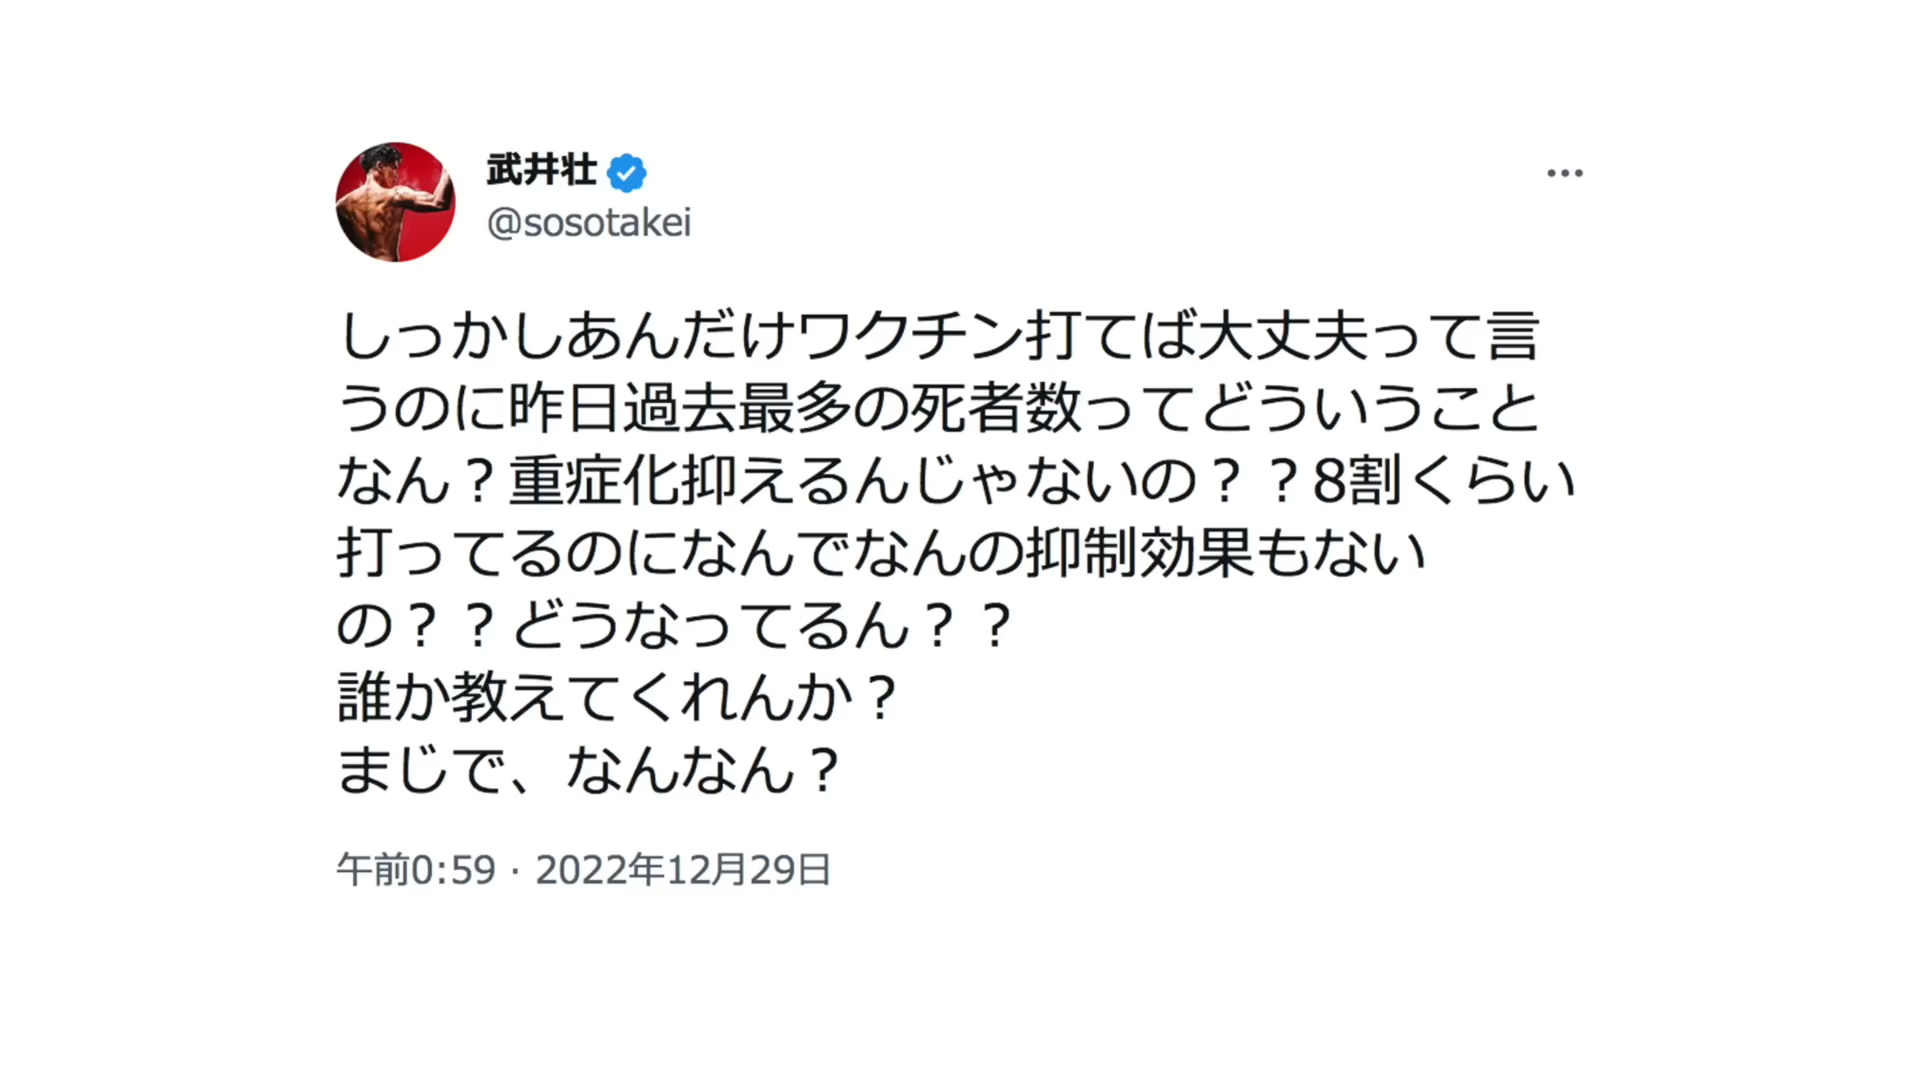 武井壮
@sosotakei
しっかしあんだけワクチン打てば大丈夫って言
うのに昨日過去最多の死者数ってどういうこと
なん？重症化抑えるんじゃないの？？8割くらい
打ってるのになんでなんの抑制効果もない
の？？どうなってるん？？
誰か教えてくれんか？
まじで、なんなん？
午前0:59 · 2022年12月29日